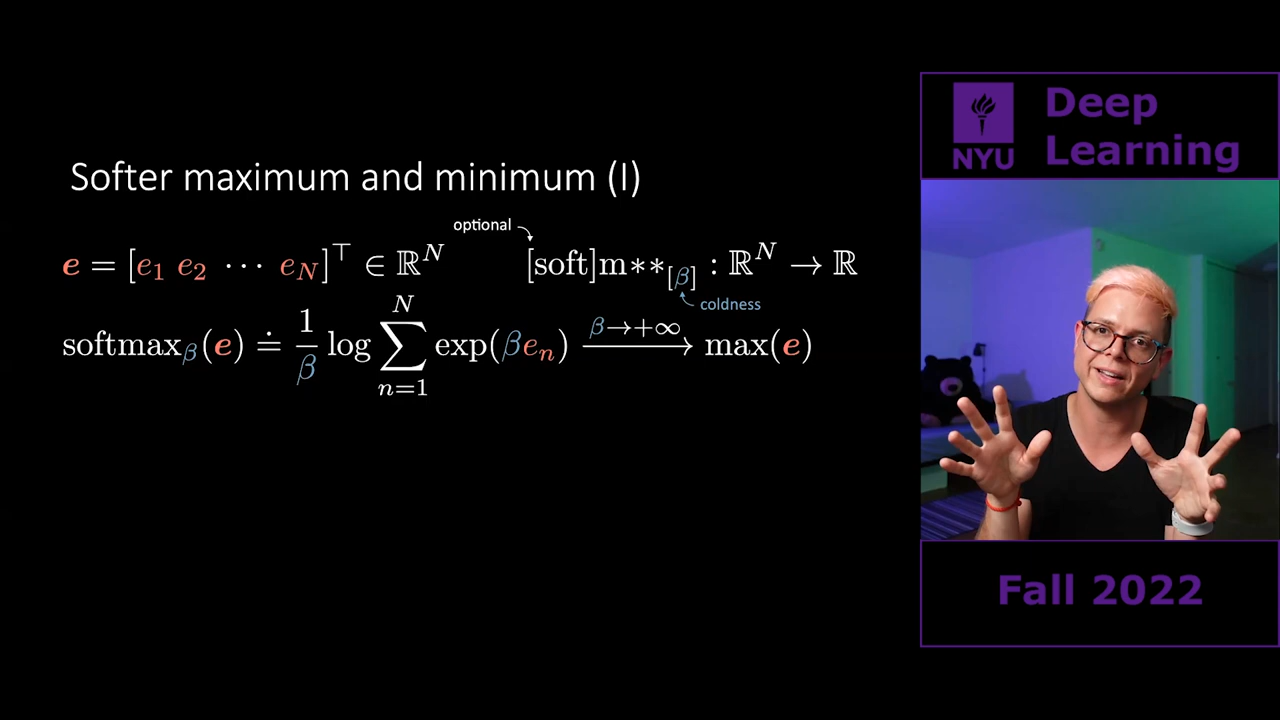 Softer maximum and minimum (I)
optional
e = [e₁ e₂ ⋯ e_N]^⊤ ∈ ℝ^N [soft]m∗∗_[β] : ℝ^N → ℝ
coldness
softmax_β(e) ≐ 1/β log ∑_{n=1}^{N} exp(βe_n) —β→+∞→ max(e)
NYU
Deep
Learning
Fall 2022